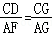 CD/AF = CG/AG